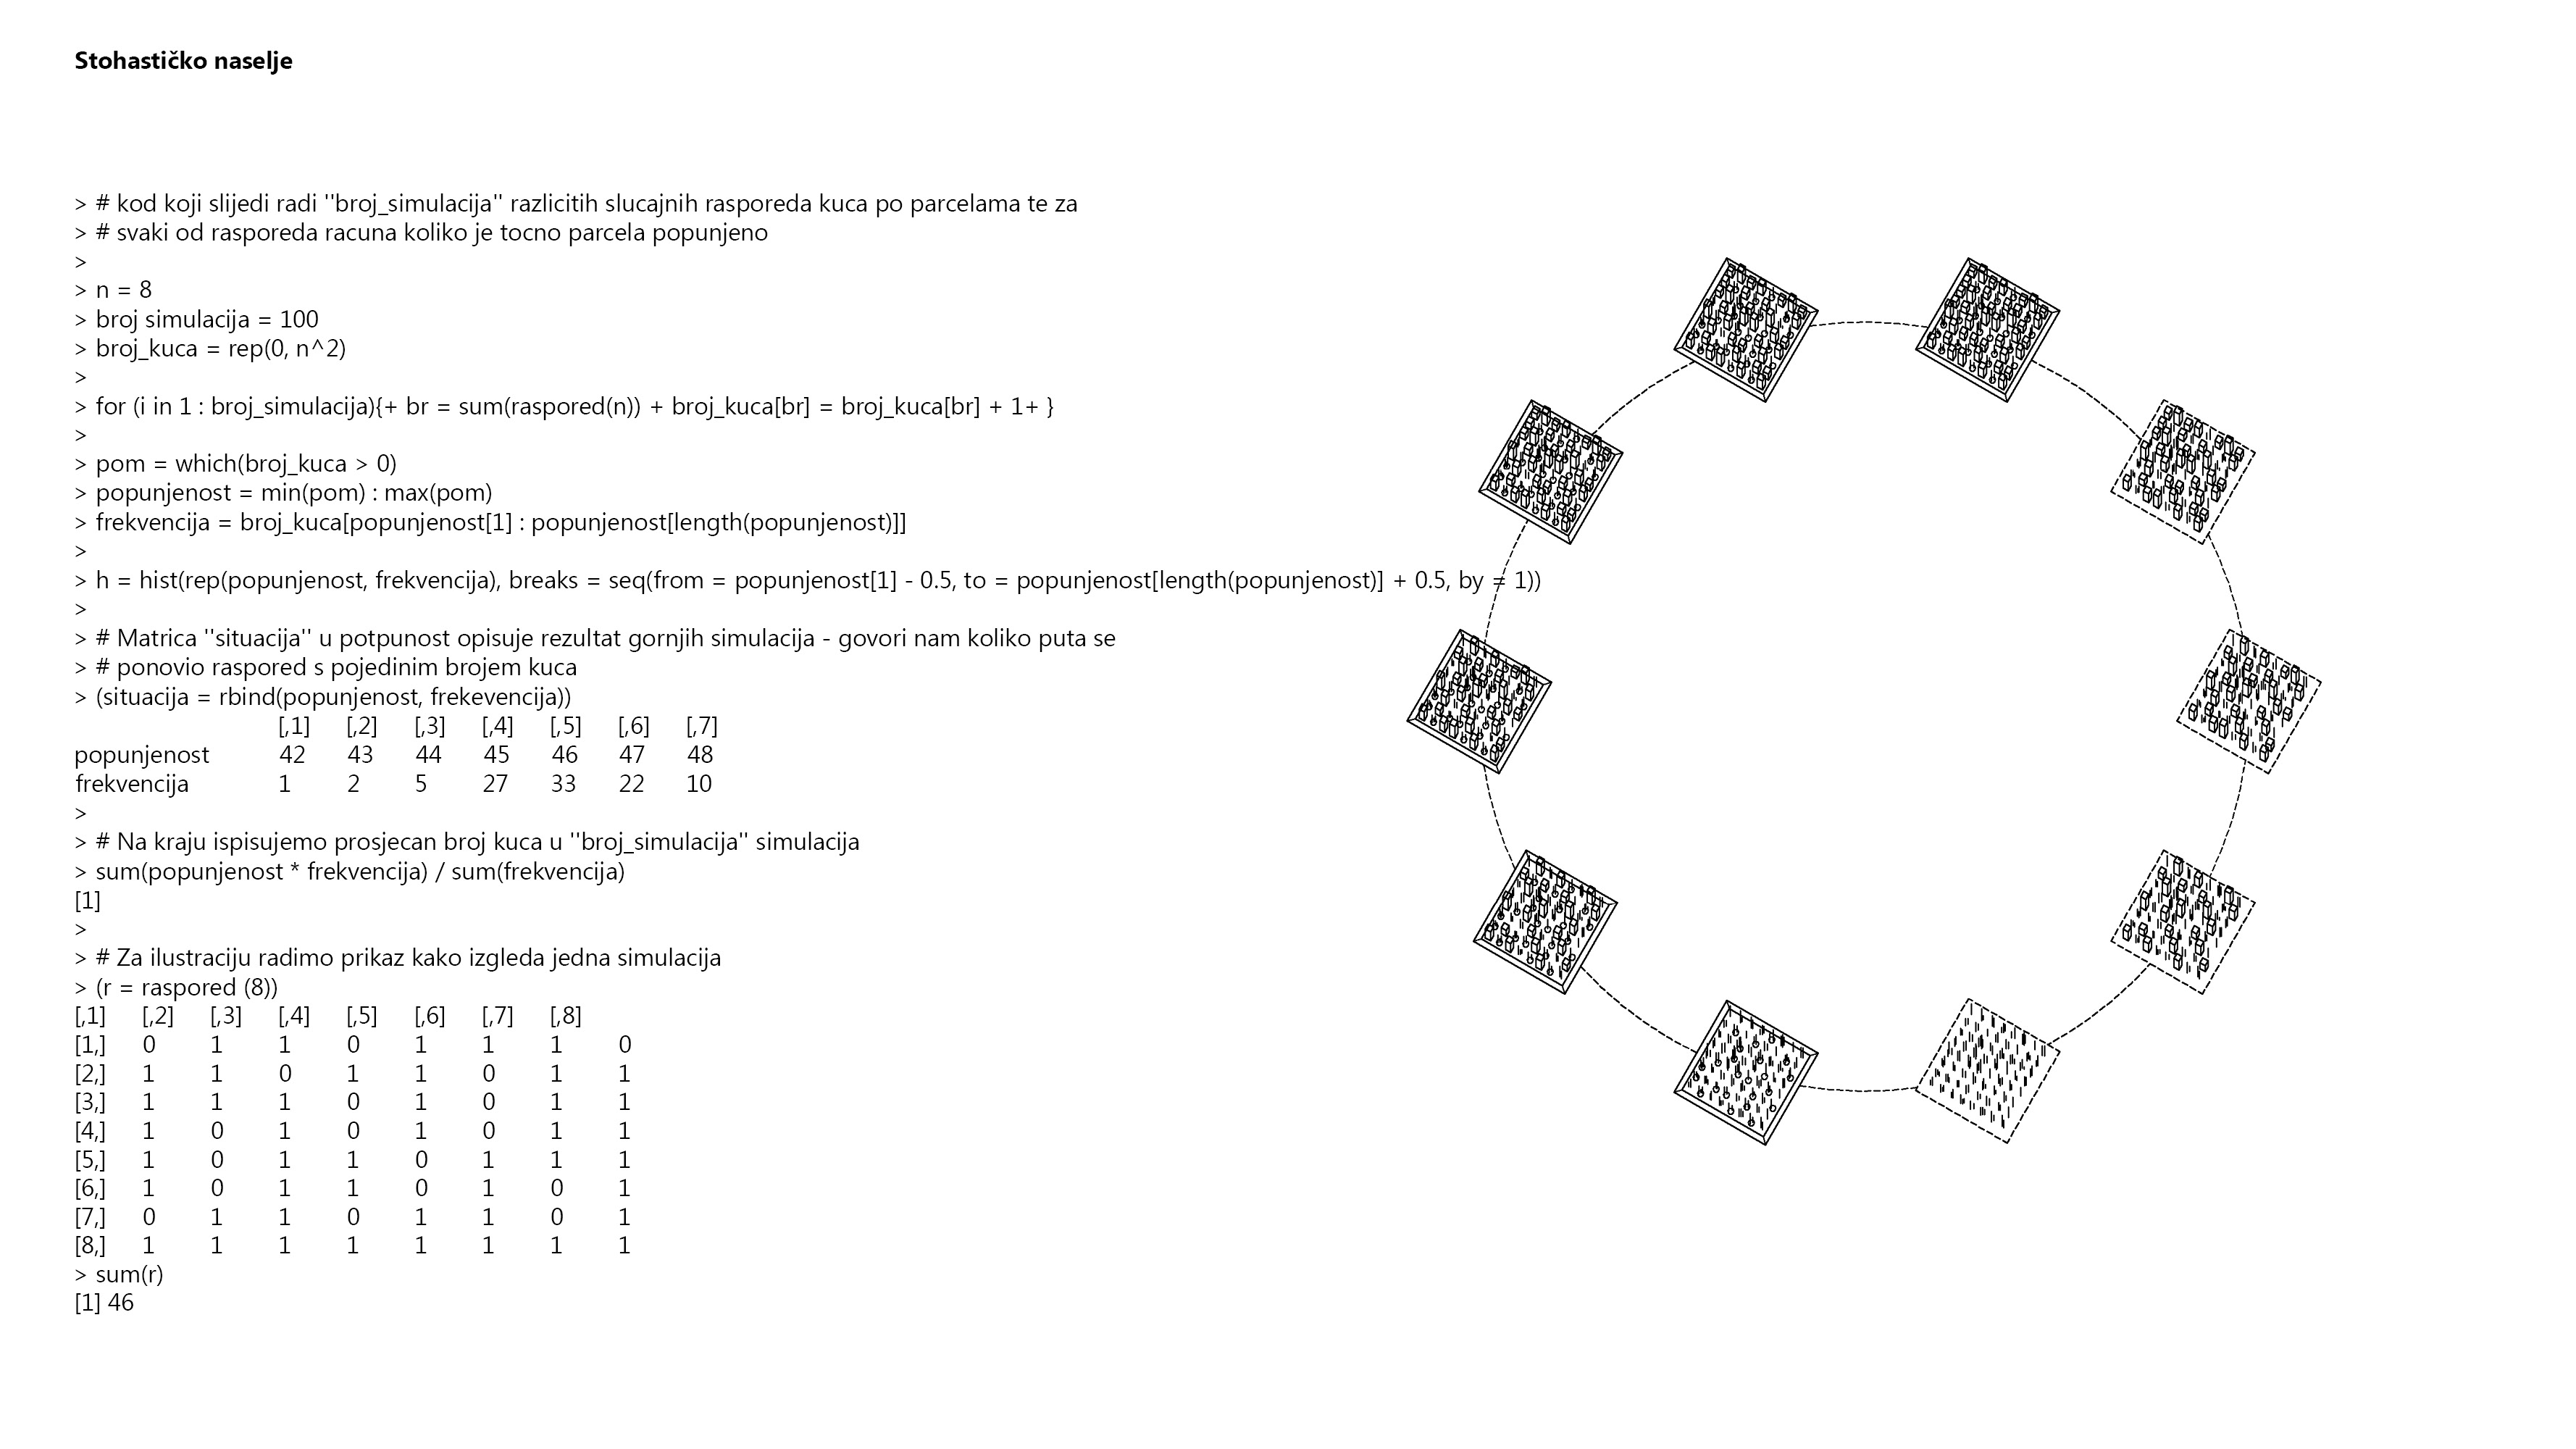 Stohastičko naselje
> # kod koji slijedi radi ''broj_simulacija'' razlicitih slucajnih rasporeda kuca po parcelama te za
> # svaki od rasporeda racuna koliko je tocno parcela popunjeno
>
> n = 8
> broj simulacija = 100
> broj_kuca = rep(0, n^2)
>
> for (i in 1 : broj_simulacija){+ br = sum(raspored(n)) + broj_kuca[br] = broj_kuca[br] + 1+ }
>
> pom = which(broj_kuca > 0)
> popunjenost = min(pom) : max(pom)
> frekvencija = broj_kuca[popunjenost[1] : popunjenost[length(popunjenost)]]
>
> h = hist(rep(popunjenost, frekvencija), breaks = seq(from = popunjenost[1] - 0.5, to = popunjenost[length(popunjenost)] + 0.5, by = 1))
>
> # Matrica ''situacija'' u potpunost opisuje rezultat gornjih simulacija - govori nam koliko puta se
> # ponovio raspored s pojedinim brojem kuca
> (situacija = rbind(popunjenost, frekevencija))
[,1] [,2] [,3] [,4] [,5] [,6] [,7]
popunjenost 42 43 44 45 46 47 48
frekvencija 1 2 5 27 33 22 10
>
> # Na kraju ispisujemo prosjecan broj kuca u ''broj_simulacija'' simulacija
> sum(popunjenost * frekvencija) / sum(frekvencija)
[1]
>
> # Za ilustraciju radimo prikaz kako izgleda jedna simulacija
> (r = raspored (8))
[,1] [,2] [,3] [,4] [,5] [,6] [,7] [,8]
[1,] 0 1 1 0 1 1 1 0
[2,] 1 1 0 1 1 0 1 1
[3,] 1 1 1 0 1 0 1 1
[4,] 1 0 1 0 1 0 1 1
[5,] 1 0 1 1 0 1 1 1
[6,] 1 0 1 1 0 1 0 1
[7,] 0 1 1 0 1 1 0 1
[8,] 1 1 1 1 1 1 1 1
> sum(r)
[1] 46